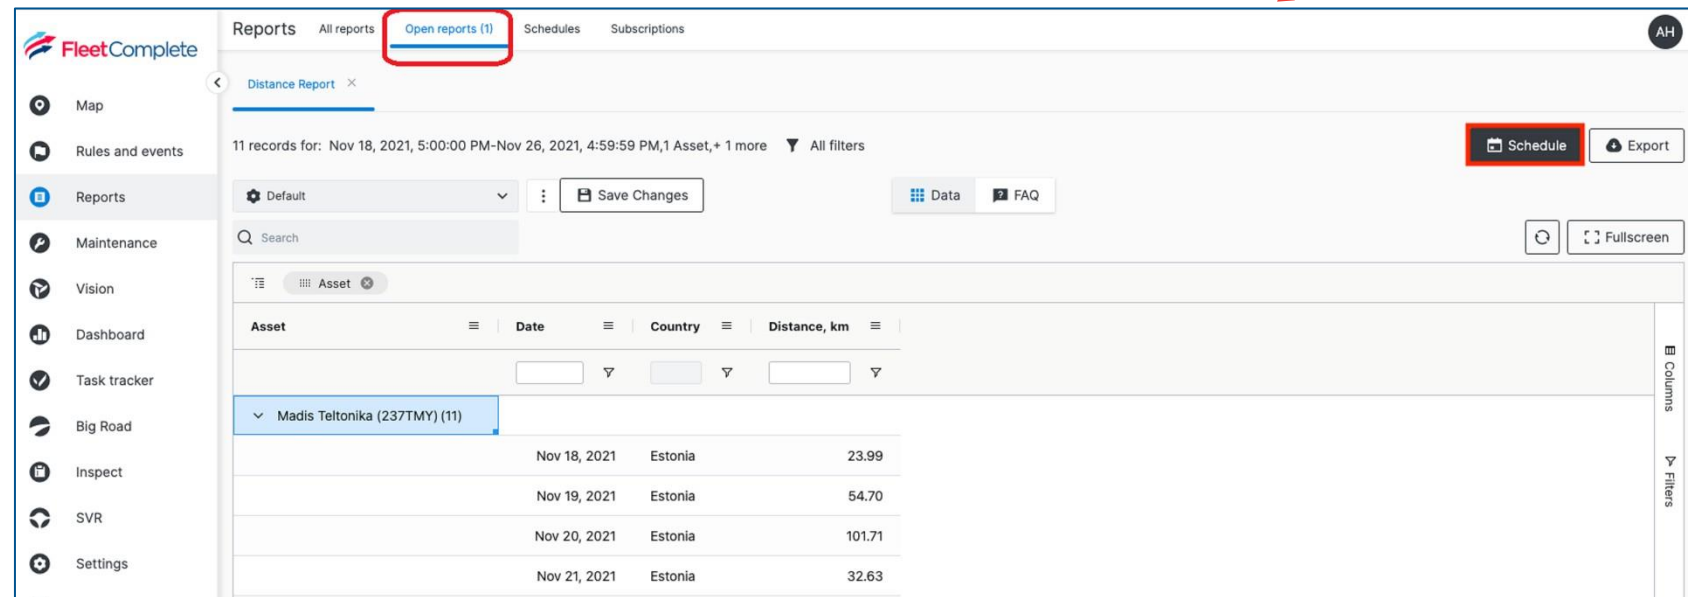 FleetComplete
Reports All reports Open reports (1) Schedules Subscriptions
AH
Distance Report
Map
Rules and events
Reports
Maintenance
Vision
Dashboard
Task tracker
Big Road
Inspect
SVR
Settings
11 records for: Nov 18, 2021, 5:00:00 PM-Nov 26, 2021, 4:59:59 PM,1 Asset,+ 1 more All filters
Schedule Export
Default Save Changes Data FAQ
Search Fullscreen
Asset
Asset Date Country Distance, km
Madis Teltonika (237TMY) (11)
Nov 18, 2021 Estonia 23.99
Nov 19, 2021 Estonia 54.70
Nov 20, 2021 Estonia 101.71
Nov 21, 2021 Estonia 32.63
Columns
Filters